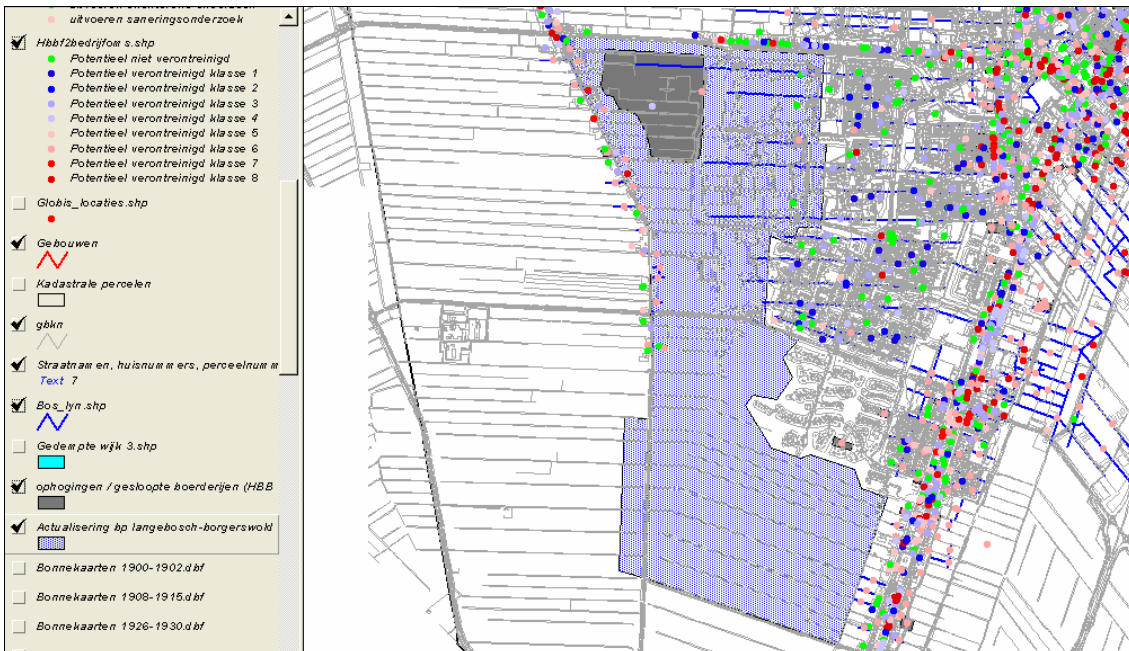 uitvoeren saneringsonderzoek
Hbbf2bedrijfoms.shp
Potentieel niet verontreinigd
Potentieel verontreinigd klasse 1
Potentieel verontreinigd klasse 2
Potentieel verontreinigd klasse 3
Potentieel verontreinigd klasse 4
Potentieel verontreinigd klasse 5
Potentieel verontreinigd klasse 6
Potentieel verontreinigd klasse 7
Potentieel verontreinigd klasse 8
Globis_locaties.shp
Gebouwen
Kadastrale percelen
gbkn
Straatnamen, huisnummers, perceelnumm
Text 7
Bos_lyn.shp
Gedempte wijk 3.shp
ophogingen / gesloopte boerderijen (HBB
Actualisering bp langebosch-borgerswold
Bonnekaarten 1900-1902.dbf
Bonnekaarten 1908-1915.dbf
Bonnekaarten 1926-1930.dbf